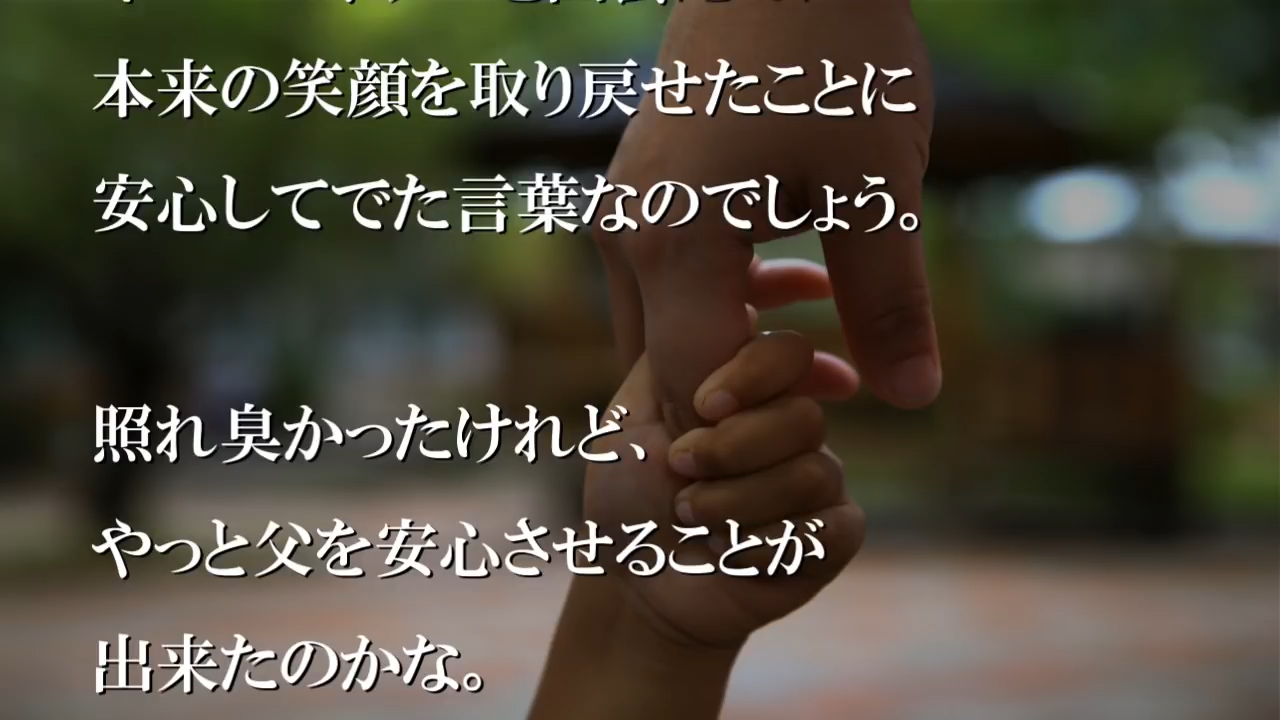 本来の笑顔を取り戻せたことに
安心してでた言葉なのでしょう。
照れ臭かったけれど、
やっと父を安心させることが
出来たのかな。